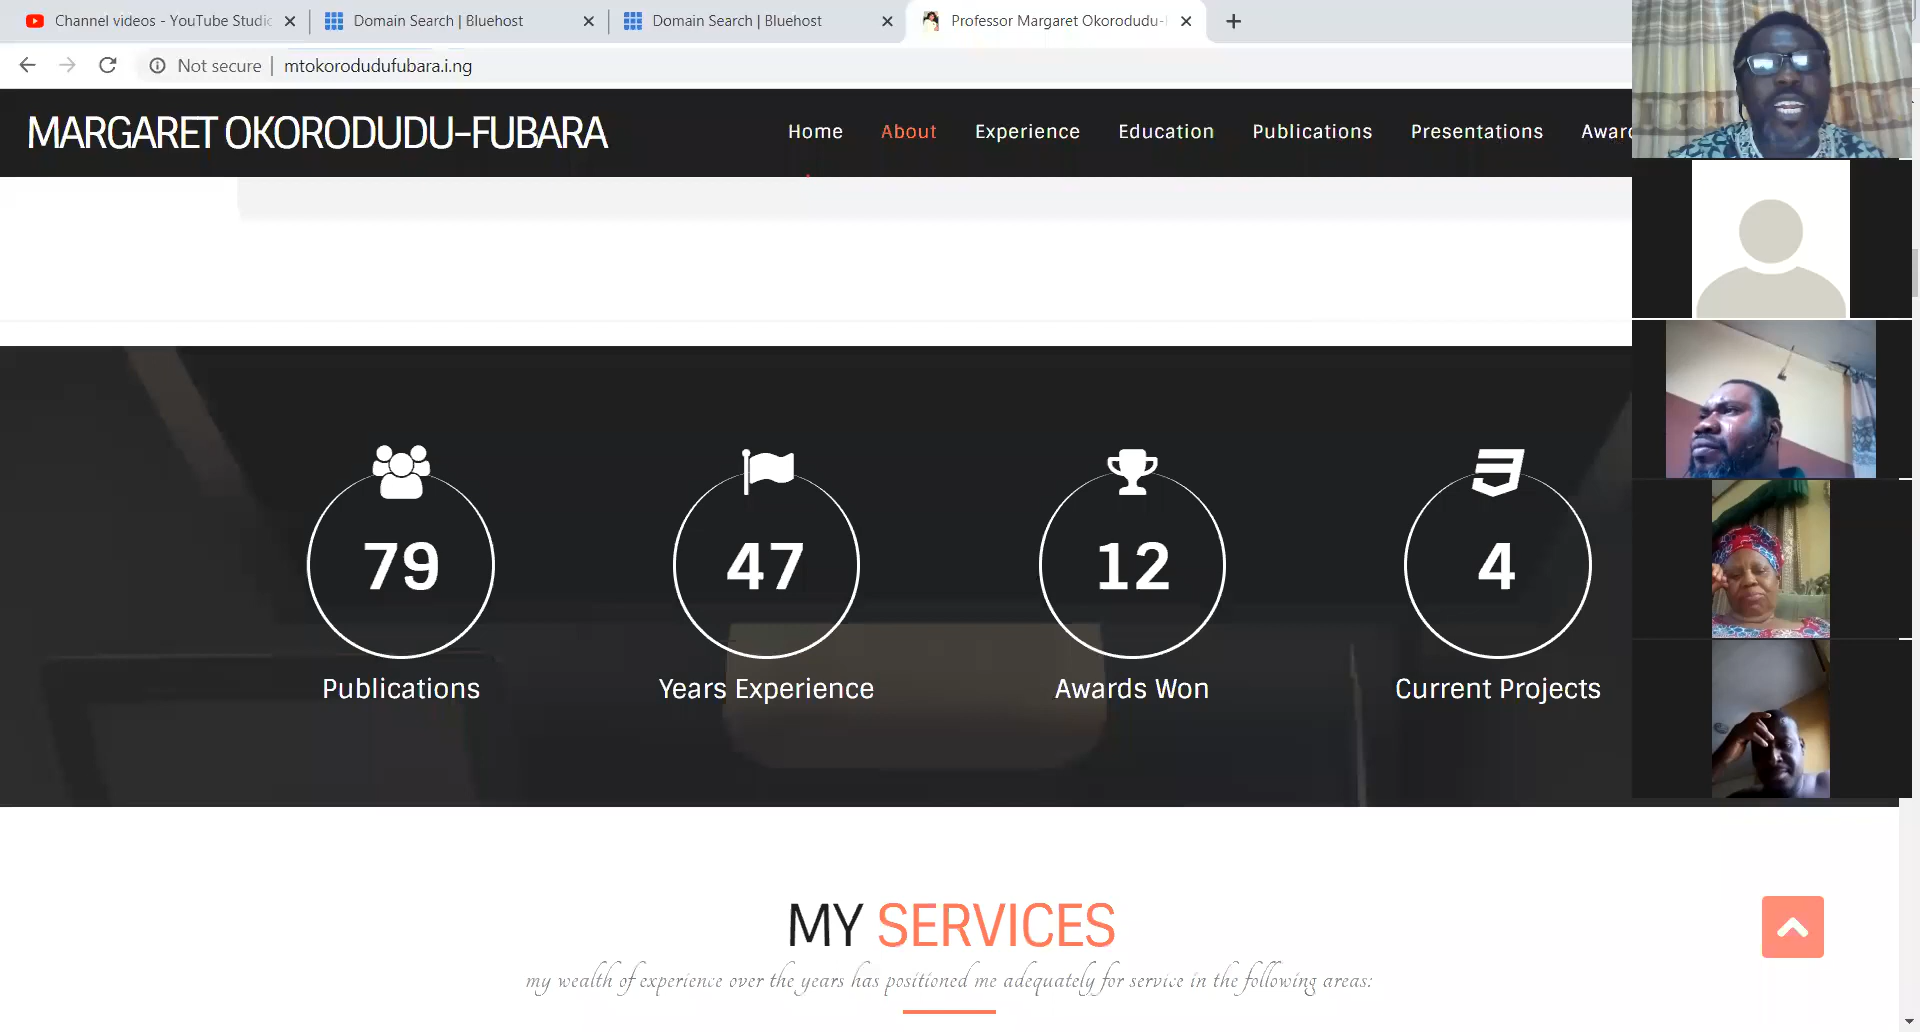 Channel videos - YouTube Studio
Domain Search | Bluehost
Domain Search | Bluehost
Professor Margaret Okorodudu-
Not secure | mtokorodudufubara.i.ng
MARGARET OKORODUDU-FUBARA
Home About Experience Education Publications Presentations Award
79
47
12
4
Publications
Years Experience
Awards Won
Current Projects
MY SERVICES
my wealth of experience over the years has positioned me adequately for service in the following areas: